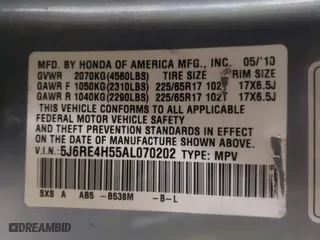 MFD. BY HONDA OF AMERICA MFG., INC. 05/'10
GVWR 2070KG(4560LBS) TIRE SIZE RIM SIZE
GAWR F 1050KG(2310LBS) 225/65R17 102T 17X6.5J
GAWR R 1040KG(2290LBS) 225/65R17 102T 17X6.5J
THIS VEHICLE CONFORMS TO ALL APPLICABLE
FEDERAL MOTOR VEHICLE SAFETY AND BUMPER
STANDARDS IN EFFECT ON THE DATE OF
MANUFACTURE SHOWN ABOVE.
V.I.N: 5J6RE4H55AL070202 TYPE: MPV
SXS A AB5 -B538M -B-L
DREAMBID